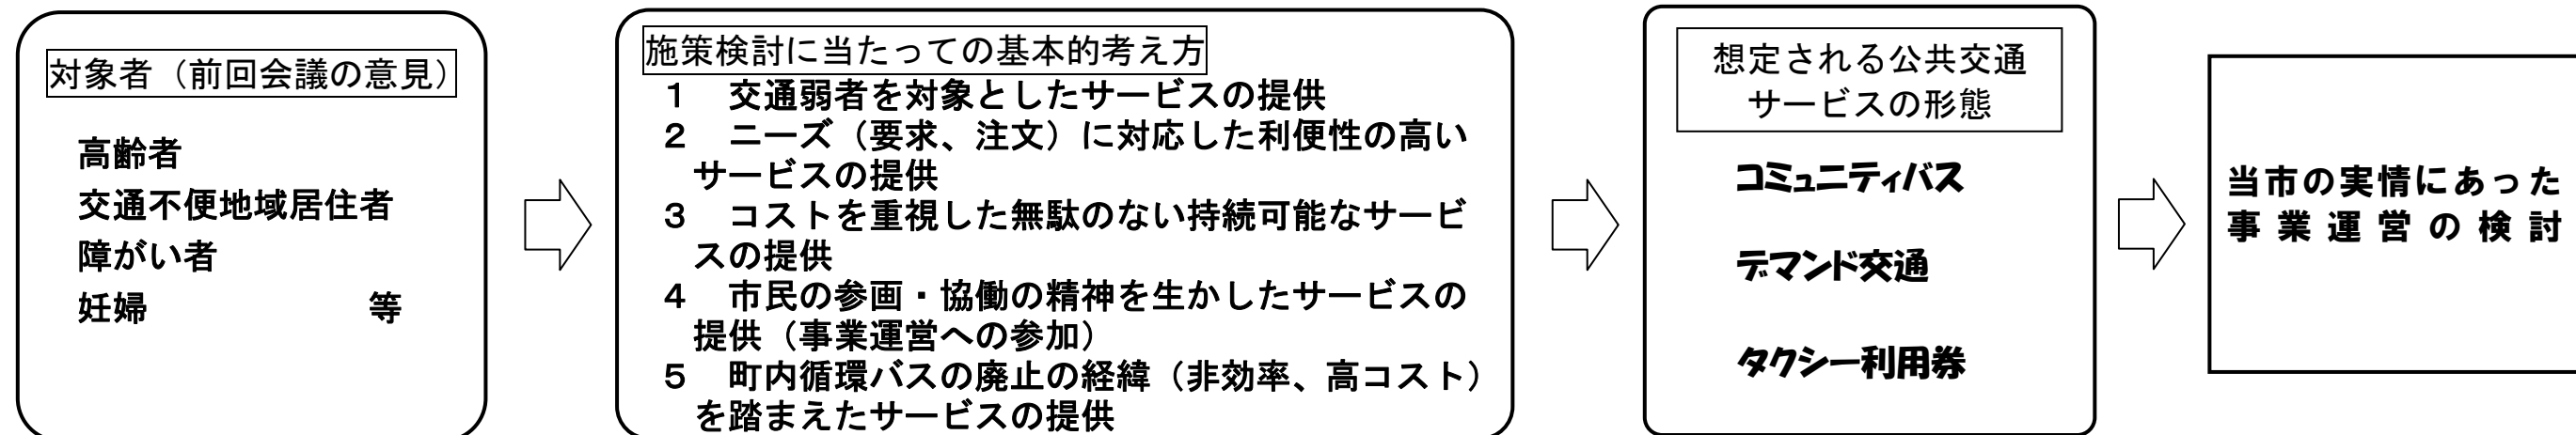 対象者（前回会議の意見）
高齢者
交通不便地域居住者
障がい者
妊婦　　　　　　等
施策検討に当たっての基本的考え方
１　交通弱者を対象としたサービスの提供
２　ニーズ（要求、注文）に対応した利便性の高い
サービスの提供
３　コストを重視した無駄のない持続可能なサービ
スの提供
４　市民の参画・協働の精神を生かしたサービスの
提供（事業運営への参加）
５　町内循環バスの廃止の経緯（非効率、高コスト）
を踏まえたサービスの提供
想定される公共交通
サービスの形態
コミュニティバス
デマンド交通
タクシー利用券
当市の実情にあった
事業運営の検討